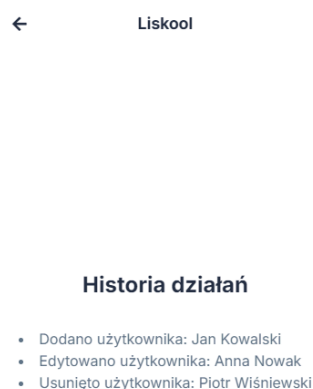 Liskool
Historia działań
• Dodano użytkownika: Jan Kowalski
• Edytowano użytkownika: Anna Nowak
• Usunięto użytkownika: Piotr Wiśniewski